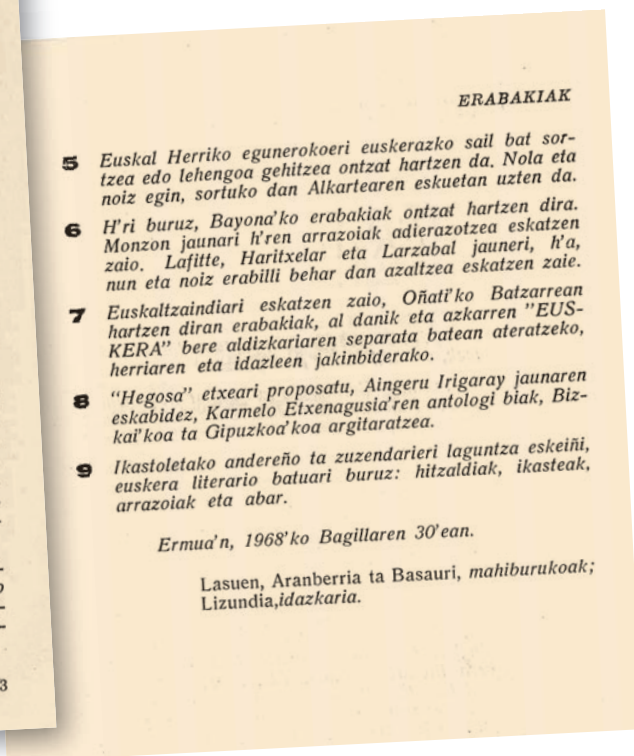 ERABAKIAK
5 Euskal Herriko egunerokoeri euskerazko sail bat sor-
tzea edo lehengoa gehitzea ontzat hartzen da. Nola eta
noiz egin, sortuko dan Alkartearen eskuetan uzten da.
6 H'ri buruz, Bayona'ko erabakiak ontzat hartzen dira.
Monzon jaunari h'ren arrazoiak adierazotzea eskatzen
zaio. Lafitte, Haritxelar eta Larzabal jauneri, h'a,
nun eta noiz erabilli behar dan azaltzea eskatzen zaie.
7 Euskaltzaindiari eskatzen zaio, Oñati'ko Batzarrean
hartzen diran erabakiak, al danik eta azkarren "EUS-
KERA" bere aldizkariaren separata batean ateratzeko,
herriaren eta idazleen jakinbiderako.
8 "Hegosa" etxeari proposatu, Aingeru Irigaray jaunaren
eskabidez, Karmelo Etxenagusia'ren antologi biak, Biz-
kai'koa ta Gipuzkoa'koa argitaratzea.
9 Ikastoletako andereño ta zuzendarieri laguntza eskeiñi,
euskera literario batuari buruz: hitzaldiak, ikasteak,
arrazoiak eta abar.
Ermua'n, 1968'ko Bagillaren 30'ean.
Lasuen, Aranberria ta Basauri, mahiburukoak;
Lizundia,idazkaria.
3